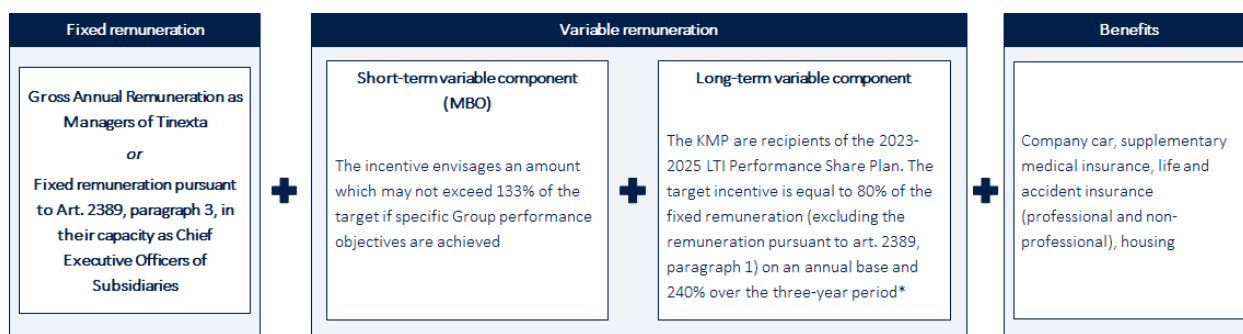 Fixed remuneration
Gross Annual Remuneration as
Managers of Tinexta
or
Fixed remuneration pursuant
to Art. 2389, paragraph 3, in
their capacity as Chief
Executive Officers of
Subsidiaries
Variable remuneration
Short-term variable component
(MBO)
The incentive envisages an amount
which may not exceed 133% of the
target if specific Group performance
objectives are achieved
Long-term variable component
The KMP are recipients of the 2023-
2025 LTI Performance Share Plan. The
target incentive is equal to 80% of the
fixed remuneration (excluding the
remuneration pursuant to art. 2389,
paragraph 1) on an annual base and
240% over the three-year period*
Benefits
Company car, supplementary
medical insurance, life and
accident insurance
(professional and non-
professional), housing